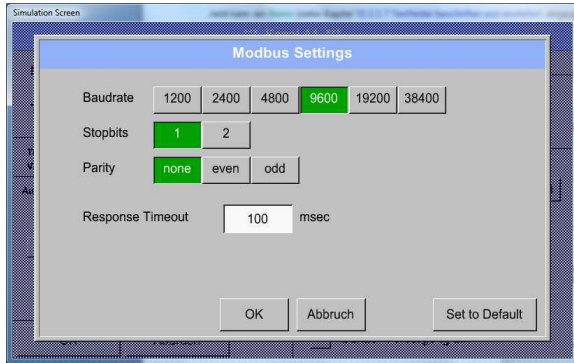 Simulation Screen
Modbus Settings
Baudrate 1200 2400 4800 9600 19200 38400
Stopbits 1 2
Parity none even odd
Response Timeout 100 msec
OK Abbruch Set to Default